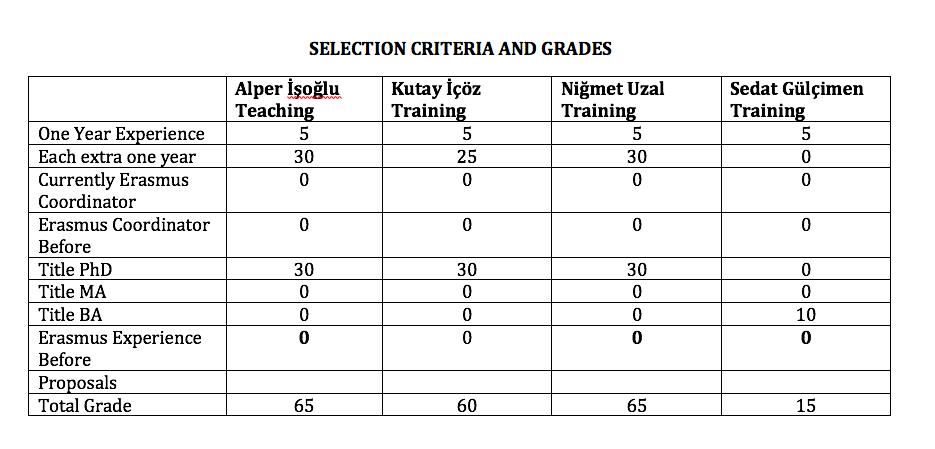 SELECTION CRITERIA AND GRADES
Alper İşoğlu Teaching Kutay İçöz Training Niğmet Uzal Training Sedat Gülçimen Training
One Year Experience 5 5 5 5
Each extra one year 30 25 30 0
Currently Erasmus Coordinator 0 0 0 0
Erasmus Coordinator Before 0 0 0 0
Title PhD 30 30 30 0
Title MA 0 0 0 0
Title BA 0 0 0 10
Erasmus Experience Before 0 0 0 0
Proposals
Total Grade 65 60 65 15